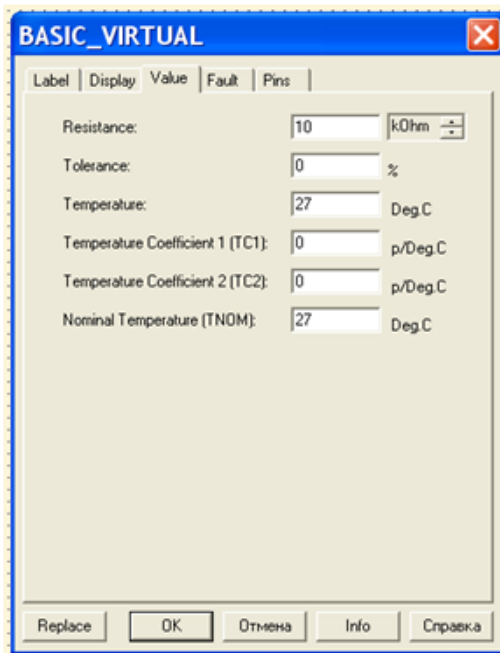 BASIC_VIRTUAL
Label Display Value Fault Pins
Resistance: 10 kOhm
Tolerance: 0 %
Temperature: 27 Deg.C
Temperature Coefficient 1 (TC1): 0 p/Deg.C
Temperature Coefficient 2 (TC2): 0 p/Deg.C
Nominal Temperature (TNOM): 27 Deg.C
Replace OK Отмена Info Справка